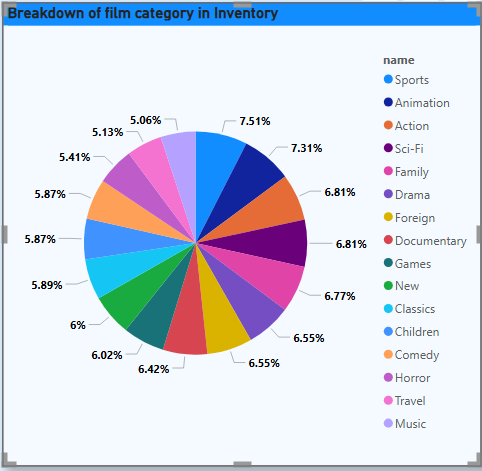 Breakdown of film category in Inventory
name
Sports
Animation
Action
Sci-Fi
Family
Drama
Foreign
Documentary
Games
New
Classics
Children
Comedy
Horror
Travel
Music
7.51%
7.31%
6.81%
6.81%
6.77%
6.55%
6.55%
6.42%
6.02%
6%
5.89%
5.87%
5.87%
5.41%
5.13%
5.06%